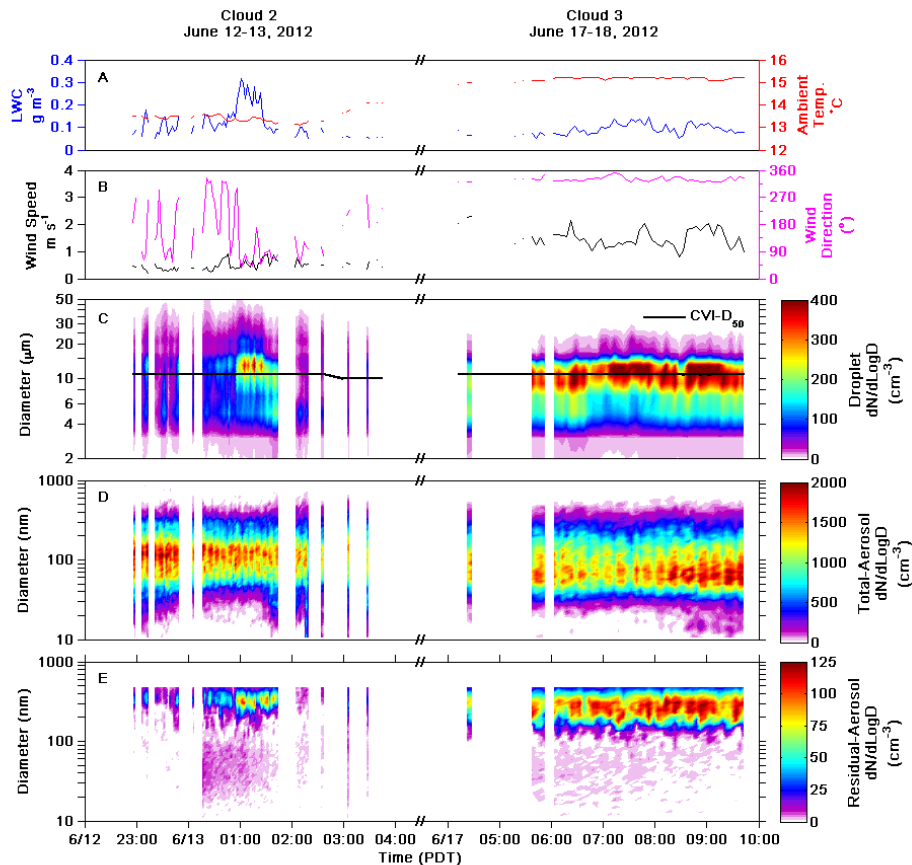 Cloud 2
June 12-13, 2012
Cloud 3
June 17-18, 2012
A
LWC
g m-3
0.4
0.3
0.2
0.1
0
16
15
14
13
12
Ambient
Temp.
°C
B
Wind Speed
m s-1
4
3
2
1
0
360
270
180
90
0
Wind
Direction
(°)
C
Diameter (µm)
50
30
20
10
6
4
2
CVI-D50
400
300
200
100
0
Droplet
dN/dLogD
(cm-3)
D
Diameter (nm)
1000
100
10
2000
1500
1000
500
0
Total-Aerosol
dN/dLogD
(cm-3)
E
Diameter (nm)
1000
100
10
125
100
75
50
25
0
Residual-Aerosol
dN/dLogD
(cm-3)
6/12 23:00 6/13 01:00 02:00 03:00 04:00 6/17 05:00 06:00 07:00 08:00 09:00 10:00
Time (PDT)